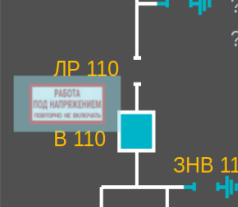 ?
?
ЛР 110
РАБОТА
ПОД НАПРЯЖЕНИЕМ
ПОВТОРНО НЕ ВКЛЮЧАТЬ
В 110
ЗНВ 11